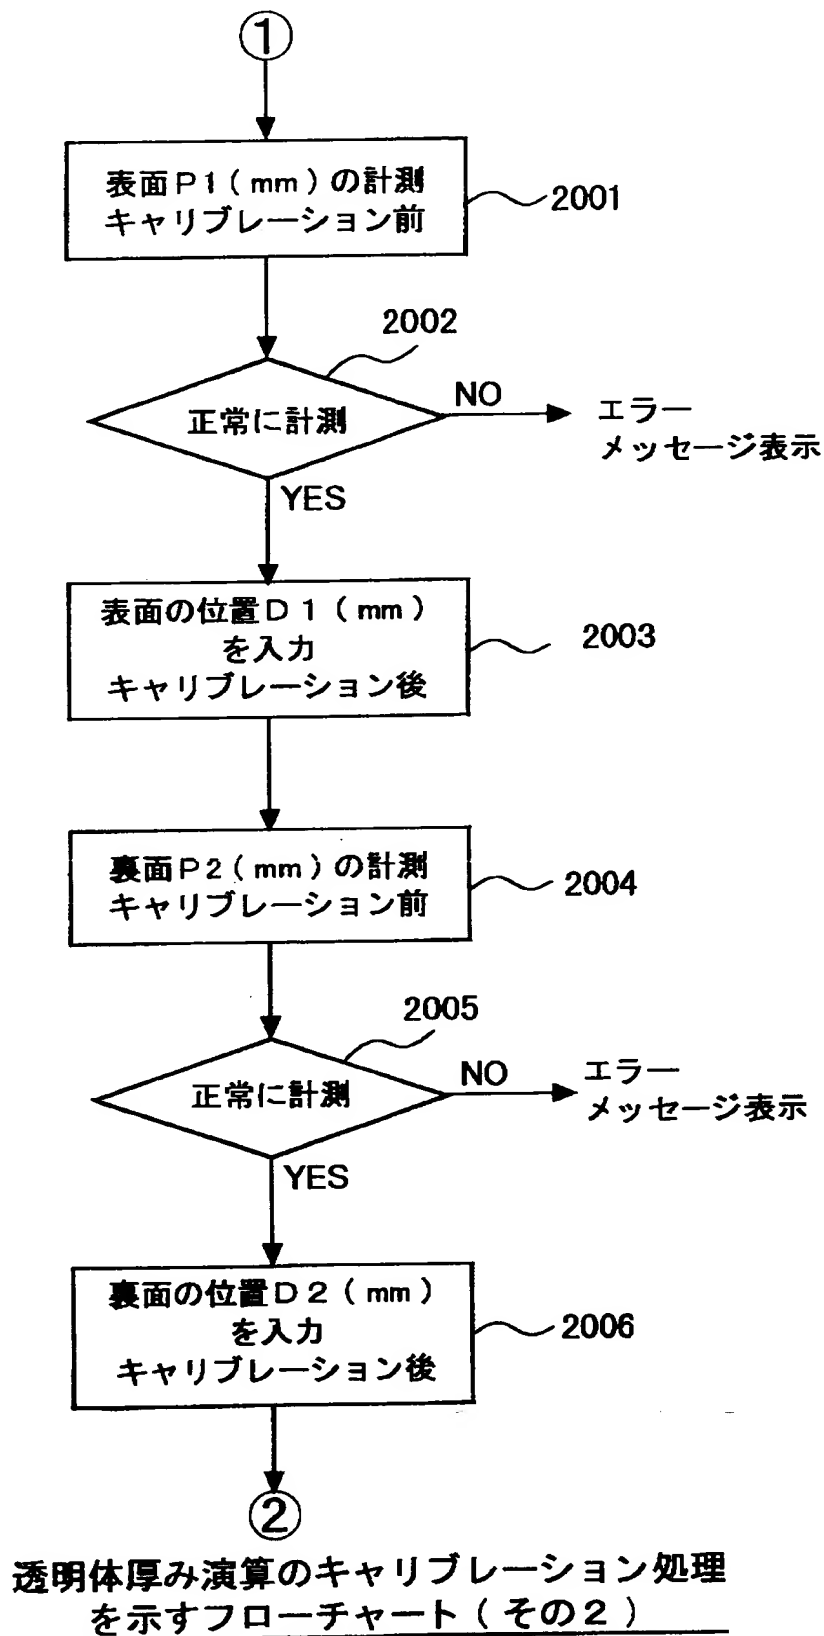 ①
表面P1(mm)の計測
キャリブレーション前
2001
2002
正常に計測
NO
エラー
メッセージ表示
YES
表面の位置D1(mm)
を入力
キャリブレーション後
2003
裏面P2(mm)の計測
キャリブレーション前
2004
2005
正常に計測
NO
エラー
メッセージ表示
YES
裏面の位置D2(mm)
を入力
キャリブレーション後
2006
②
透明体厚み演算のキャリブレーション処理
を示すフローチャート(その2)